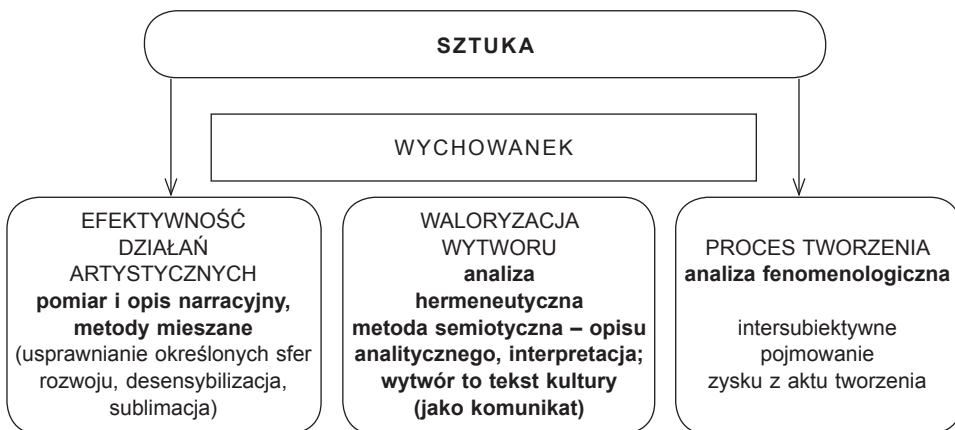 SZTUKA
WYCHOWANEK
EFEKTYWNOŚĆ
DZIAŁAŃ
ARTYSTYCZNYCH
pomiar i opis narracyjny,
metody mieszane
(usprawnianie określonych sfer
rozwoju, desensybilizacja,
sublimacja)
WALORYZACJA
WYTWORU
analiza
hermeneutyczna
metoda semiotyczna – opisu
analitycznego, interpretacja;
wytwór to tekst kultury
(jako komunikat)
PROCES TWORZENIA
analiza fenomenologiczna
intersubiektywne
pojmowanie
zysku z aktu tworzenia